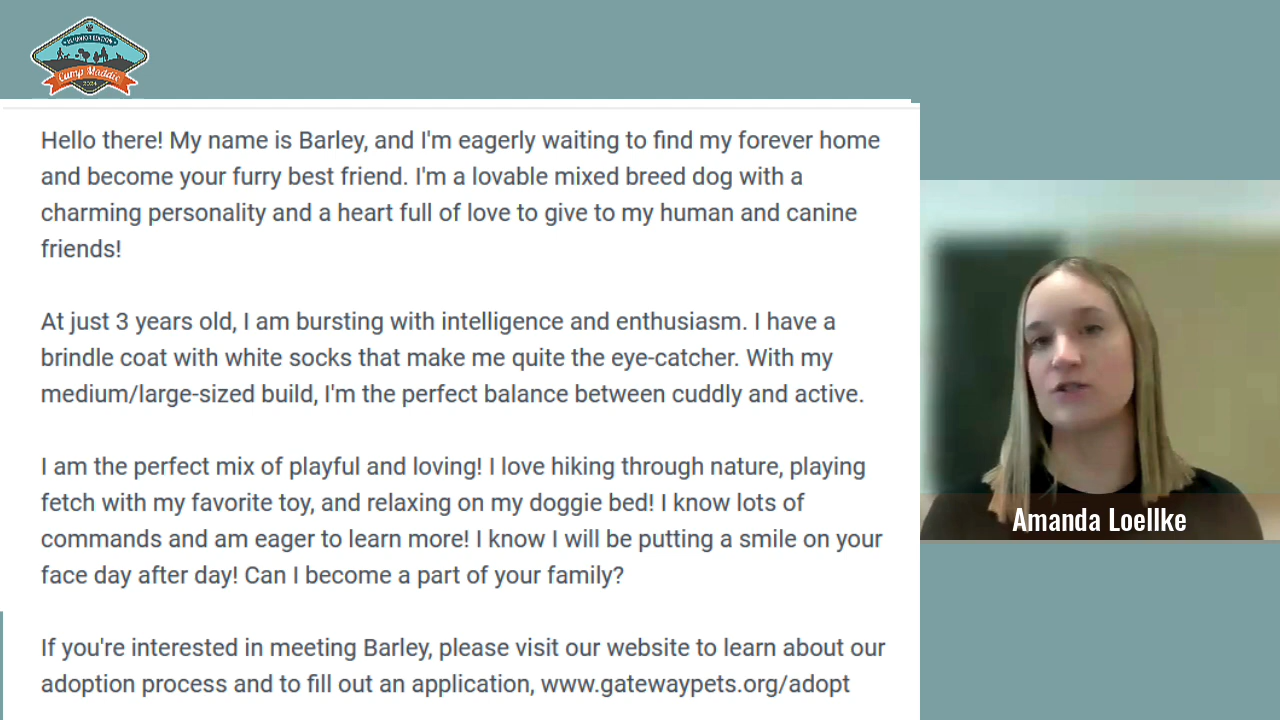 Camp Maddie
2024
Hello there! My name is Barley, and I'm eagerly waiting to find my forever home
and become your furry best friend. I'm a lovable mixed breed dog with a
charming personality and a heart full of love to give to my human and canine
friends!
At just 3 years old, I am bursting with intelligence and enthusiasm. I have a
brindle coat with white socks that make me quite the eye-catcher. With my
medium/large-sized build, I'm the perfect balance between cuddly and active.
I am the perfect mix of playful and loving! I love hiking through nature, playing
fetch with my favorite toy, and relaxing on my doggie bed! I know lots of
commands and am eager to learn more! I know I will be putting a smile on your
face day after day! Can I become a part of your family?
If you're interested in meeting Barley, please visit our website to learn about our
adoption process and to fill out an application, www.gatewaypets.org/adopt
Amanda Loellke